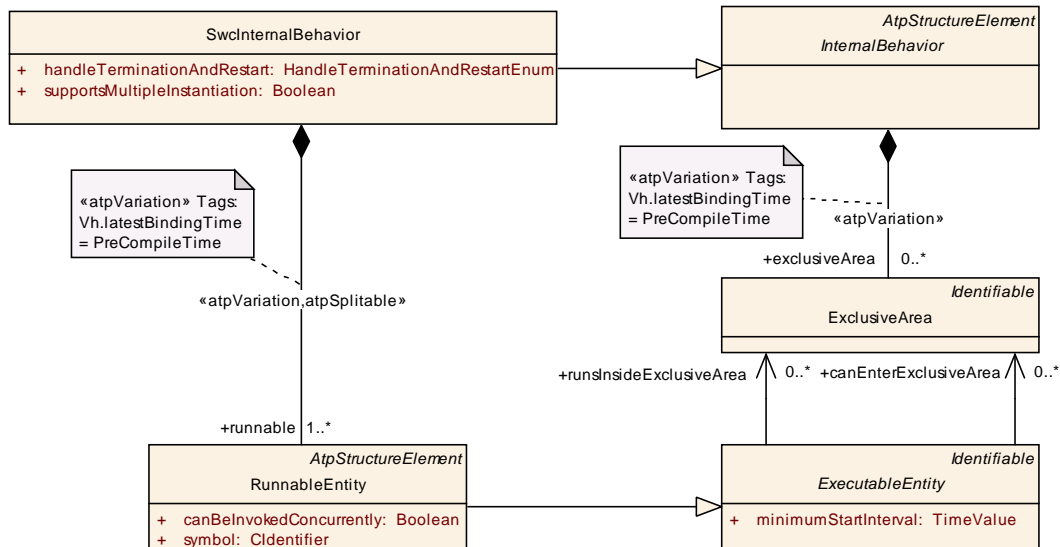 SwcInternalBehavior
+ handleTerminationAndRestart: HandleTerminationAndRestartEnum
+ supportsMultipleInstantiation: Boolean
AtpStructureElement
InternalBehavior
«atpVariation» Tags:
Vh.latestBindingTime
= PreCompileTime
«atpVariation» Tags:
Vh.latestBindingTime
= PreCompileTime
«atpVariation»
+exclusiveArea 0..*
«atpVariation,atpSplitable»
Identifiable
ExclusiveArea
+runsInsideExclusiveArea 0..*
+canEnterExclusiveArea 0..*
+runnable 1..*
AtpStructureElement
RunnableEntity
+ canBeInvokedConcurrently: Boolean
+ symbol: CIdentifier
Identifiable
ExecutableEntity
+ minimumStartInterval: TimeValue